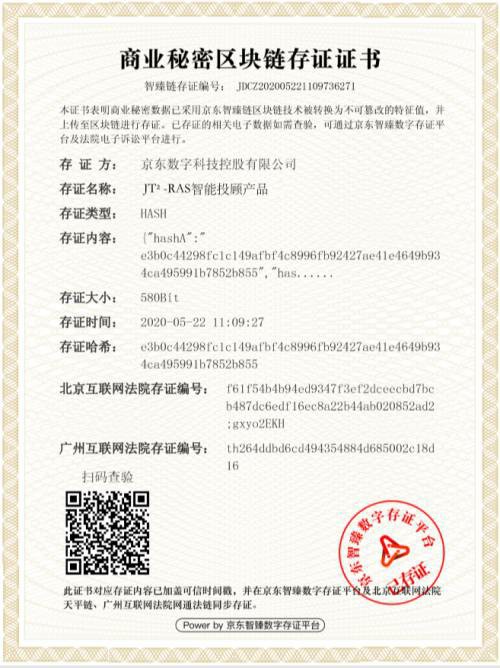 商业秘密区块链存证证书
智臻链存证编号： JDCZ202005221109736271
本证书表明商业秘密数据已采用京东智臻链区块链技术被转换为不可篡改的特征值，并
上传至区块链进行存证。已存证的相关电子数据如需查验，可通过京东智臻数字存证平
台及法院电子诉讼平台进行。
存 证 方： 京东数字科技控股有限公司
存证名称： JT² -RAS智能投顾产品
存证类型： HASH
存证内容： {"hashA":"
e3b0c44298fc1c149afbf4c8996fb92427ae41e4649b93
4ca495991b7852b855","has......
存证大小： 580Bit
存证时间： 2020-05-22 11:09:27
存证哈希： e3b0c44298fc1c149afbf4c8996fb92427ae41e4649b93
4ca495991b7852b855
北京互联网法院存证编号： f61f54b4b94ed9347f3ef2dceecbd7bc
b487dc6edf16ec8a22b44ab020852ad2
;gxyo2EKH
广州互联网法院存证编号： th264ddbd6cd494354884d685002c18d
16
扫码查验
京东智臻数字存证平台
已存证
此证书对应存证内容已加盖可信时间戳，并在京东智臻数字存证平台及北京互联网法院
天平链、广州互联网法院网通法链同步存证。
Power by 京东智臻数字存证平台